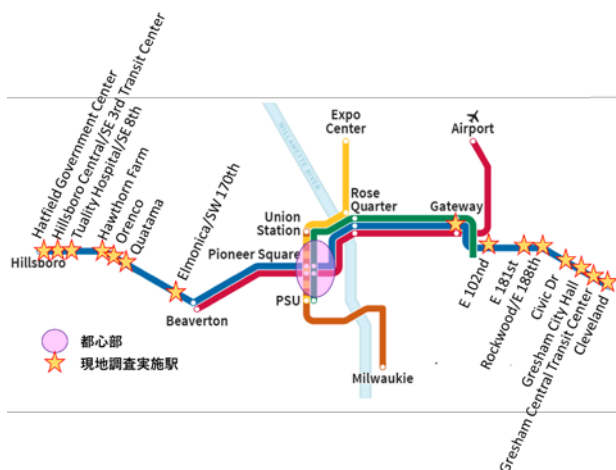 Hatfield Government Center
Hillsboro Central/SE 3rd Transit Center
Tuality Hospital/SE 8th
Hawthorn Farm
Orenco
Quatama
Elmonica/SW 170th
Hillsboro
Beaverton
WILLAMETTE RIVER
Expo
Center
Airport
Union
Station
Rose
Quarter
Gateway
Pioneer Square
PSU
Milwaukie
E 102nd
E 181st
Rockwood/E 188th
Civic Dr.
Gresham City Hall
Gresham Central Transit Center
Cleveland
都心部
現地調査実施駅